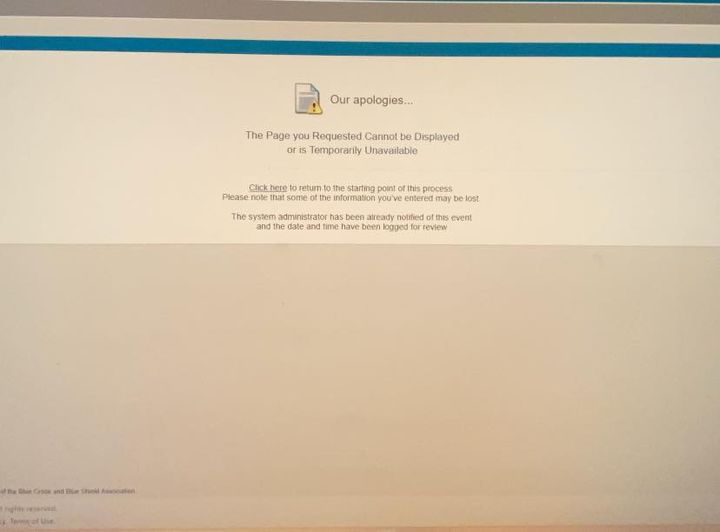 Our apologies...
The Page you Requested Cannot be Displayed
or is Temporarily Unavailable
Click here to return to the starting point of this process
Please note that some of the information you've entered may be lost
The system administrator has been already notified of this event
and the date and time have been logged for review
of the Blue Cross and Blue Shield Association.
rights reserved.
Terms of Use.